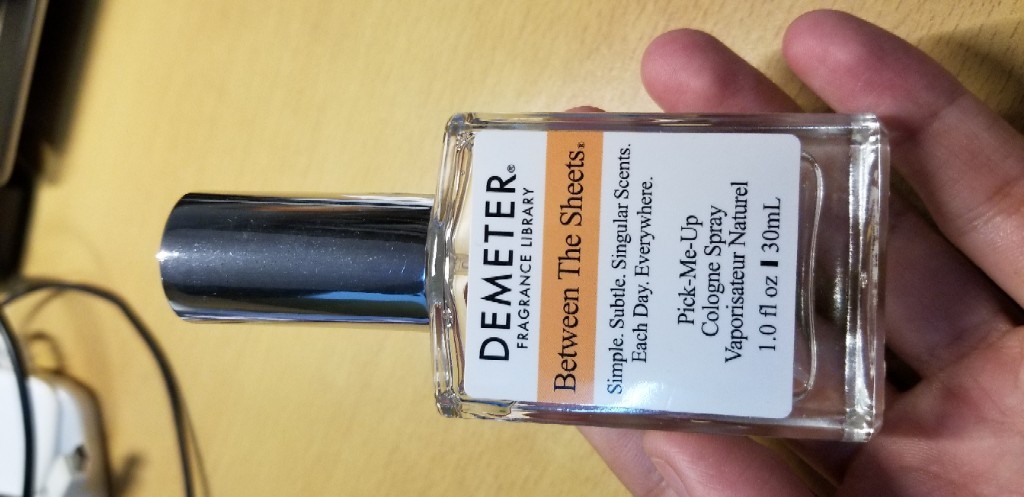 DEMETER®
FRAGRANCE LIBRARY
Between The Sheets®
Simple. Subtle. Singular Scents.
Each Day. Everywhere.
Pick-Me-Up
Cologne Spray
Vaporisateur Naturel
1.0 fl oz I 30mL